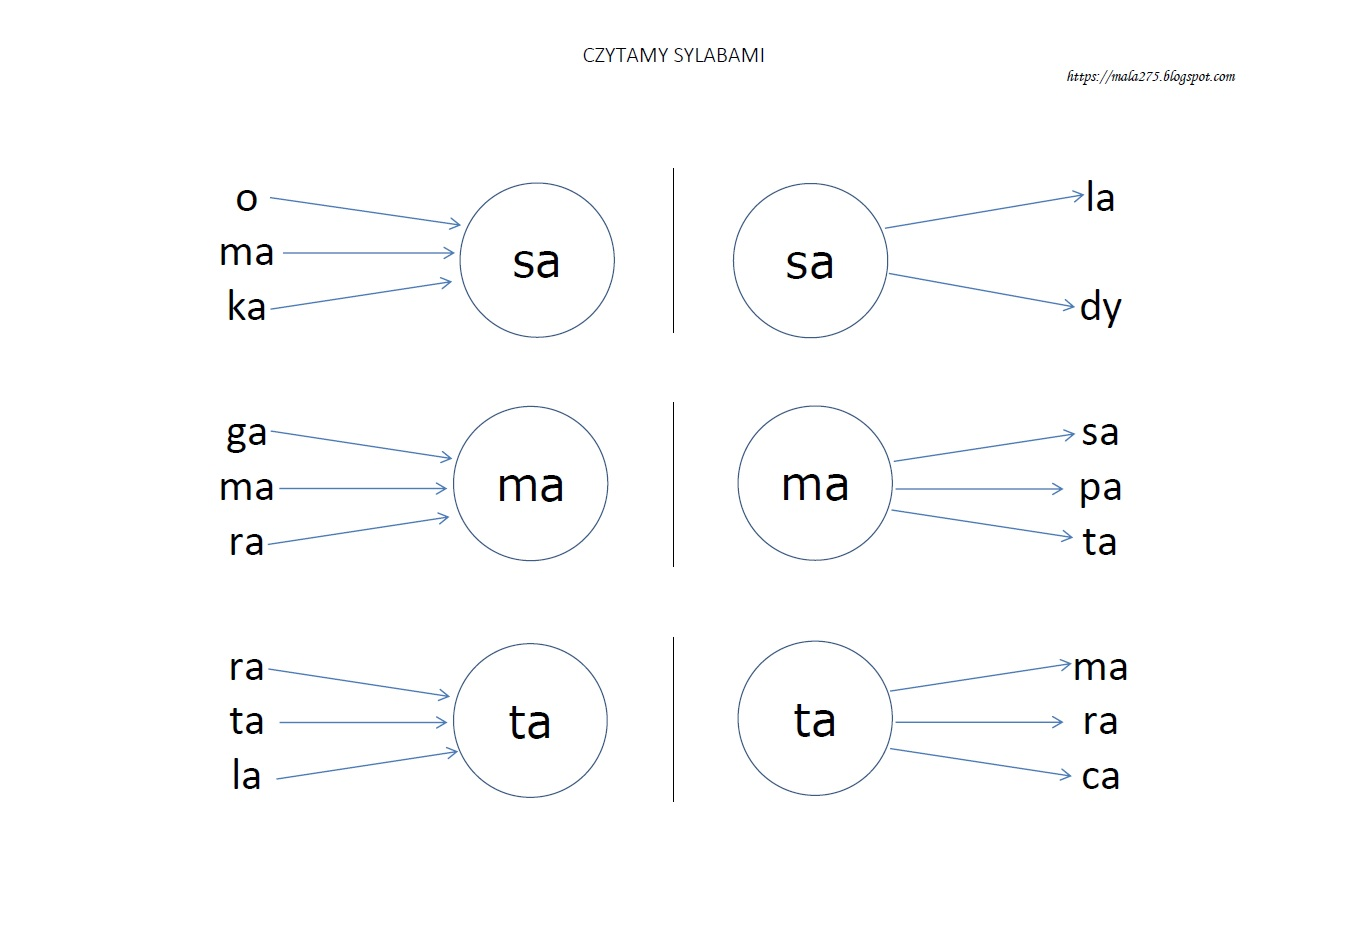 CZYTAMY SYLABAMI
https://mala275.blogspot.com
o
ma
ka
sa
sa
la
dy
ga
ma
ra
ma
ma
sa
pa
ta
ra
ta
la
ta
ta
ma
ra
ca